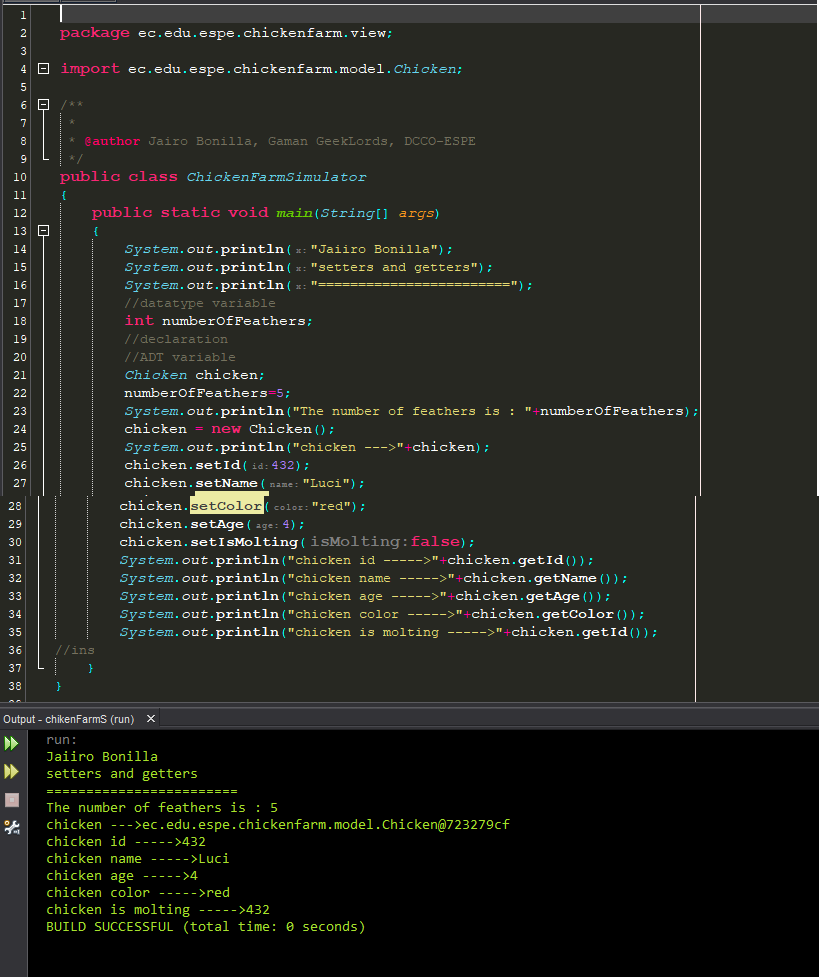 1
2 package ec.edu.espe.chickenfarm.view;
3
4 import ec.edu.espe.chickenfarm.model.Chicken;
5
6 /**
7 *
8 * @author Jairo Bonilla, Gaman GeekLords, DCCO-ESPE
9 */
10 public class ChickenFarmSimulator
11 {
12 public static void main(String[] args)
13 {
14 System.out.println(x:"Jaiiro Bonilla");
15 System.out.println(x:"setters and getters");
16 System.out.println(x:"========================");
17 //datatype variable
18 int numberOfFeathers;
19 //declaration
20 //ADT variable
21 Chicken chicken;
22 numberOfFeathers=5;
23 System.out.println("The number of feathers is : "+numberOfFeathers);
24 chicken = new Chicken();
25 System.out.println("chicken --->"+chicken);
26 chicken.setId(id:432);
27 chicken.setName(name:"Luci");
28 chicken.setColor(color:"red");
29 chicken.setAge(age:4);
30 chicken.setIsMolting(isMolting:false);
31 System.out.println("chicken id ----->"+chicken.getId());
32 System.out.println("chicken name ----->"+chicken.getName());
33 System.out.println("chicken age ----->"+chicken.getAge());
34 System.out.println("chicken color ----->"+chicken.getColor());
35 System.out.println("chicken is molting ----->"+chicken.getId());
36 //ins
37 }
38 }
Output - chikenFarmS (run) ×
run:
Jaiiro Bonilla
setters and getters
========================
The number of feathers is : 5
chicken --->ec.edu.espe.chickenfarm.model.Chicken@723279cf
chicken id ----->432
chicken name ----->Luci
chicken age ----->4
chicken color ----->red
chicken is molting ----->432
BUILD SUCCESSFUL (total time: 0 seconds)